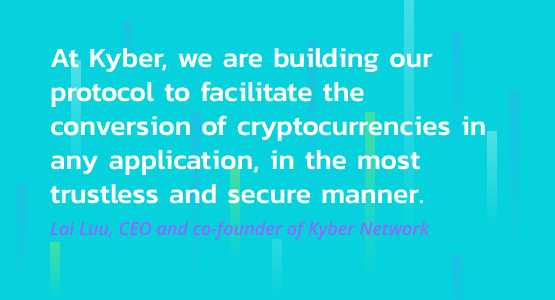 At Kyber, we are building our
protocol to facilitate the
conversion of cryptocurrencies in
any application, in the most
trustless and secure manner.
Loi Luu, CEO and co-founder of Kyber Network